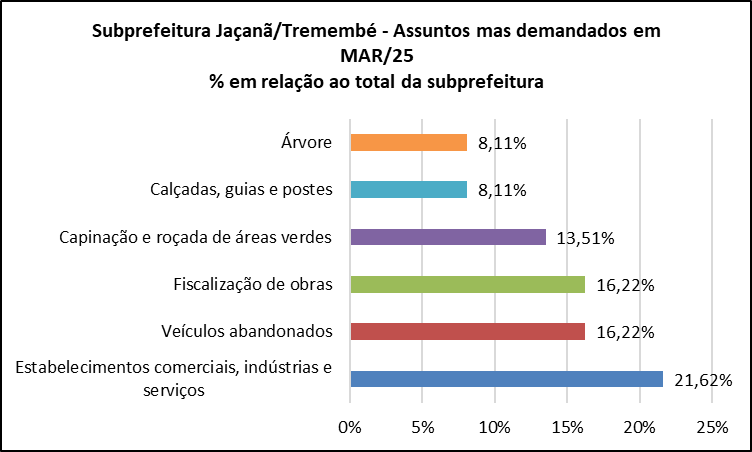 Subprefeitura Jaçanã/Tremembé - Assuntos mas demandados em
MAR/25
% em relação ao total da subprefeitura
Árvore
8,11%
Calçadas, guias e postes
8,11%
Capinação e roçada de áreas verdes
13,51%
Fiscalização de obras
16,22%
Veículos abandonados
16,22%
Estabelecimentos comerciais, indústrias e
serviços
21,62%
0% 5% 10% 15% 20% 25%